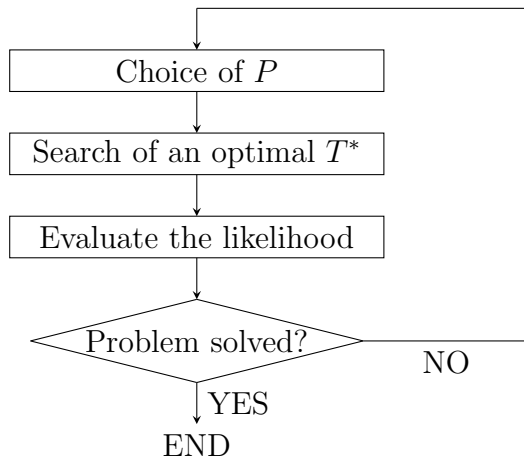 Choice of P
Search of an optimal T*
Evaluate the likelihood
Problem solved?
NO
YES
END